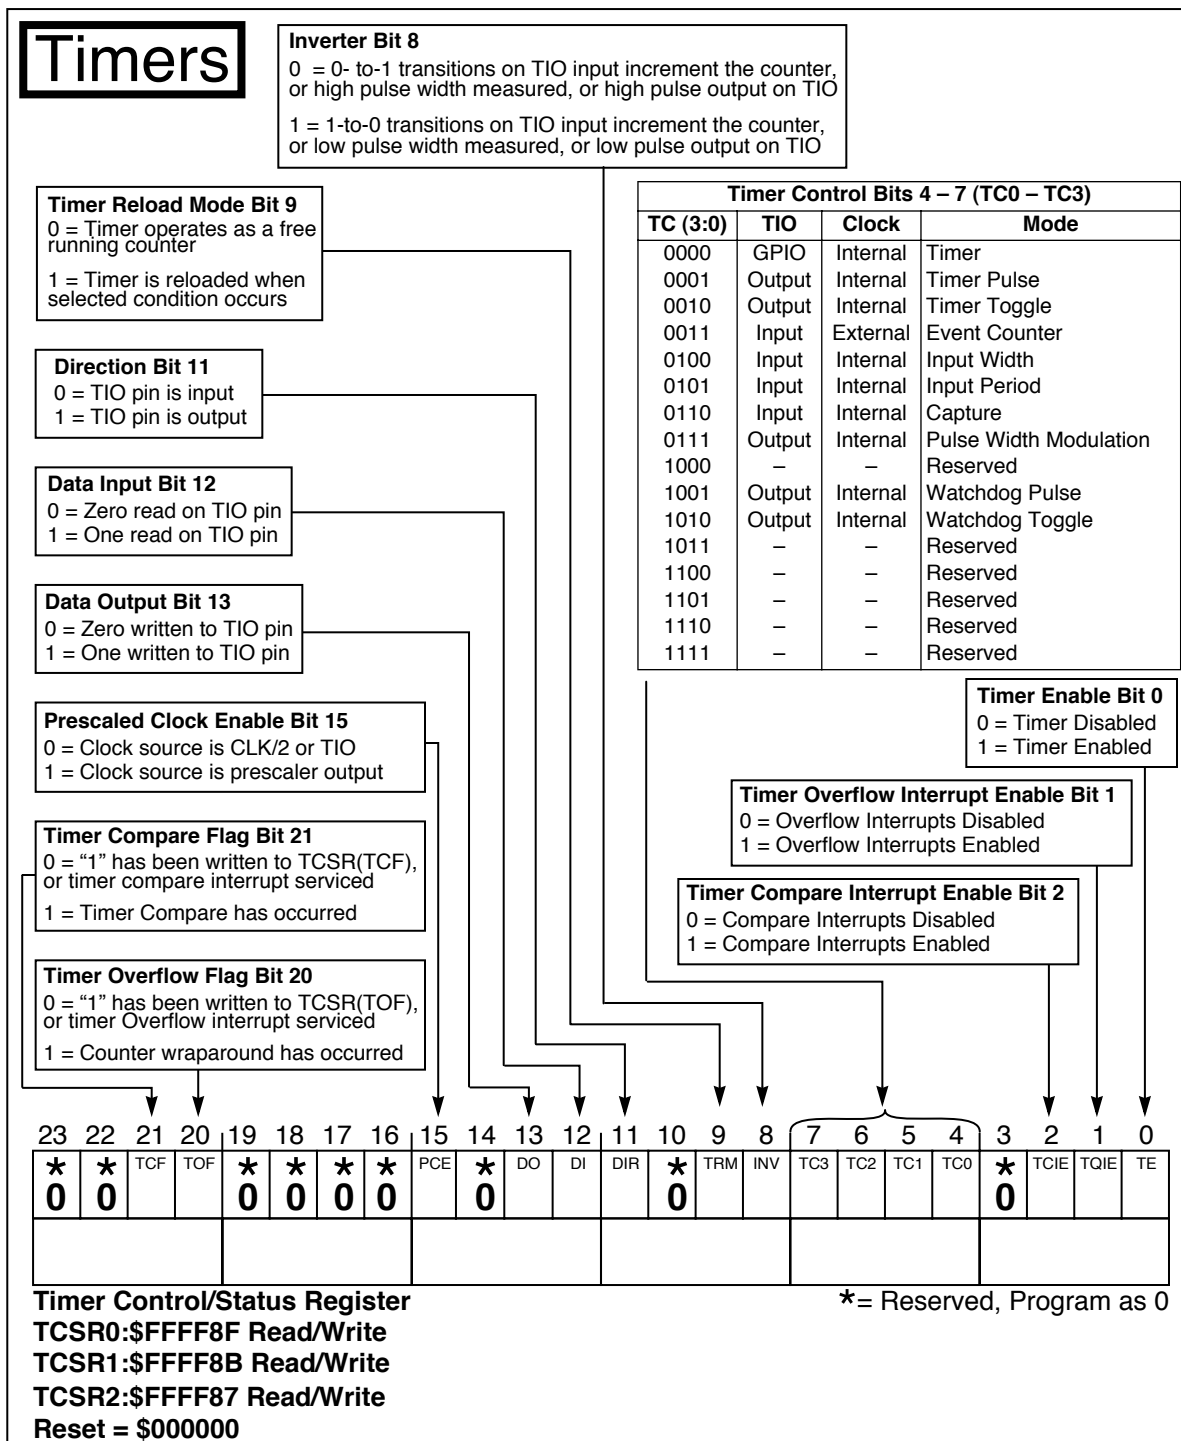 Timers
Inverter Bit 8
0 = 0- to-1 transitions on TIO input increment the counter,
or high pulse width measured, or high pulse output on TIO
1 = 1-to-0 transitions on TIO input increment the counter,
or low pulse width measured, or low pulse output on TIO
Timer Reload Mode Bit 9
0 = Timer operates as a free
running counter
1 = Timer is reloaded when
selected condition occurs
Direction Bit 11
0 = TIO pin is input
1 = TIO pin is output
Data Input Bit 12
0 = Zero read on TIO pin
1 = One read on TIO pin
Data Output Bit 13
0 = Zero written to TIO pin
1 = One written to TIO pin
Prescaled Clock Enable Bit 15
0 = Clock source is CLK/2 or TIO
1 = Clock source is prescaler output
Timer Compare Flag Bit 21
0 = “1” has been written to TCSR(TCF),
or timer compare interrupt serviced
1 = Timer Compare has occurred
Timer Overflow Flag Bit 20
0 = “1” has been written to TCSR(TOF),
or timer Overflow interrupt serviced
1 = Counter wraparound has occurred
Timer Control Bits 4 – 7 (TC0 – TC3)
TC (3:0) TIO Clock Mode
0000 GPIO Internal Timer
0001 Output Internal Timer Pulse
0010 Output Internal Timer Toggle
0011 Input External Event Counter
0100 Input Internal Input Width
0101 Input Internal Input Period
0110 Input Internal Capture
0111 Output Internal Pulse Width Modulation
1000 – – Reserved
1001 Output Internal Watchdog Pulse
1010 Output Internal Watchdog Toggle
1011 – – Reserved
1100 – – Reserved
1101 – – Reserved
1110 – – Reserved
1111 – – Reserved
Timer Enable Bit 0
0 = Timer Disabled
1 = Timer Enabled
Timer Overflow Interrupt Enable Bit 1
0 = Overflow Interrupts Disabled
1 = Overflow Interrupts Enabled
Timer Compare Interrupt Enable Bit 2
0 = Compare Interrupts Disabled
1 = Compare Interrupts Enabled
23 22 21 20 19 18 17 16 15 14 13 12 11 10 9 8 7 6 5 4 3 2 1 0
* * TCF TOF * * * * PCE * DO DI DIR * TRM INV TC3 TC2 TC1 TC0 * TCIE TQIE TE
0 0 0 0 0 0 0 0 0
Timer Control/Status Register
*= Reserved, Program as 0
TCSR0:$FFFF8F Read/Write
TCSR1:$FFFF8B Read/Write
TCSR2:$FFFF87 Read/Write
Reset = $000000